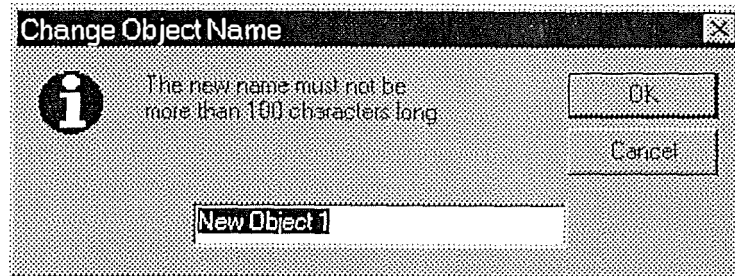 Change Object Name
The new name must not be
more than 100 characters long
OK
Cancel
New Object 1